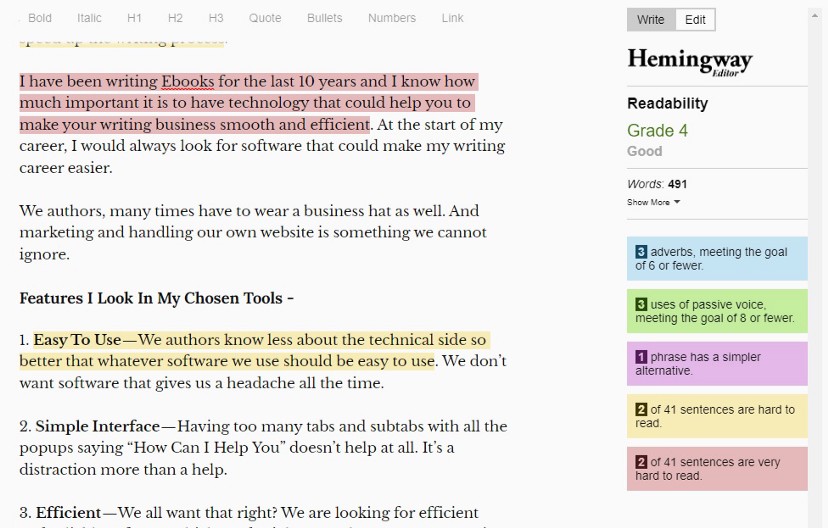 Bold Italic H1 H2 H3 Quote Bullets Numbers Link
speed up the writing process.
I have been writing Ebooks for the last 10 years and I know how
much important it is to have technology that could help you to
make your writing business smooth and efficient. At the start of my
career, I would always look for software that could make my writing
career easier.
We authors, many times have to wear a business hat as well. And
marketing and handling our own website is something we cannot
ignore.
Features I Look In My Chosen Tools -
1. Easy To Use—We authors know less about the technical side so
better that whatever software we use should be easy to use. We don’t
want software that gives us a headache all the time.
2. Simple Interface—Having too many tabs and subtabs with all the
popups saying “How Can I Help You” doesn’t help at all. It’s a
distraction more than a help.
3. Efficient—We all want that right? We are looking for efficient
Write Edit
Hemingway
Editor
Readability
Grade 4
Good
Words: 491
Show More
3 adverbs, meeting the goal
of 6 or fewer.
3 uses of passive voice,
meeting the goal of 8 or fewer.
1 phrase has a simpler
alternative.
2 of 41 sentences are hard to
read.
2 of 41 sentences are very
hard to read.